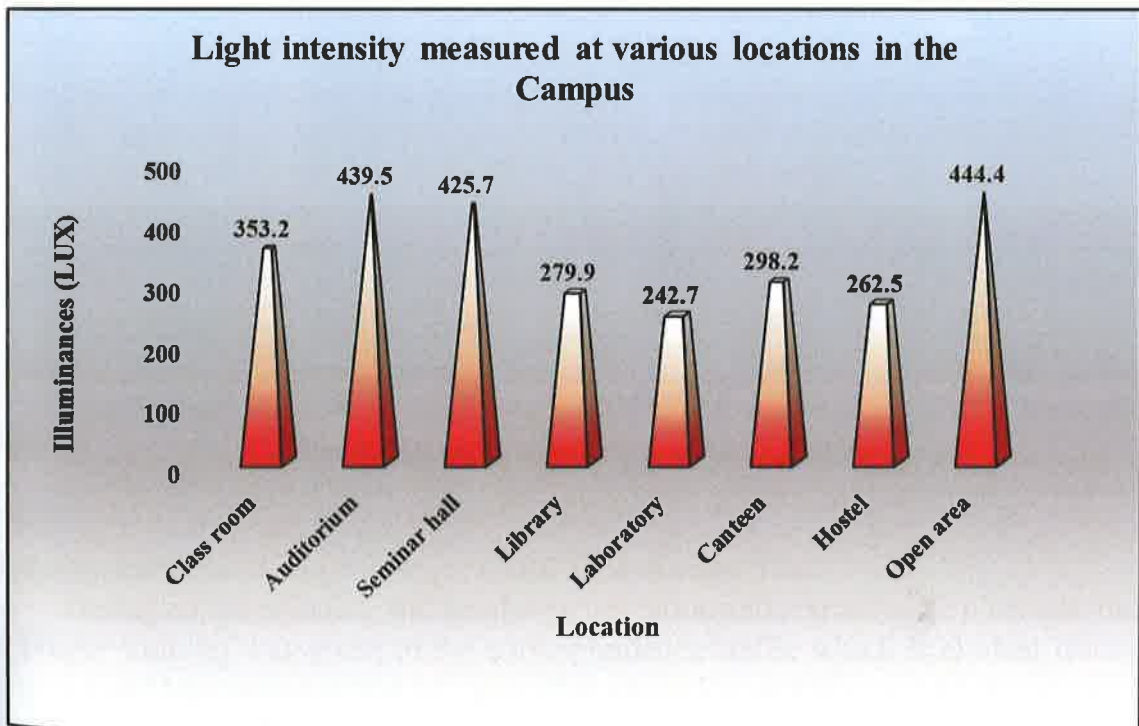 Light intensity measured at various locations in the
Campus
Illuminances (LUX)
500
400
300
200
100
0
353.2
439.5
425.7
279.9
242.7
298.2
262.5
444.4
Class room
Auditorium
Seminar hall
Library
Laboratory
Canteen
Hostel
Open area
Location